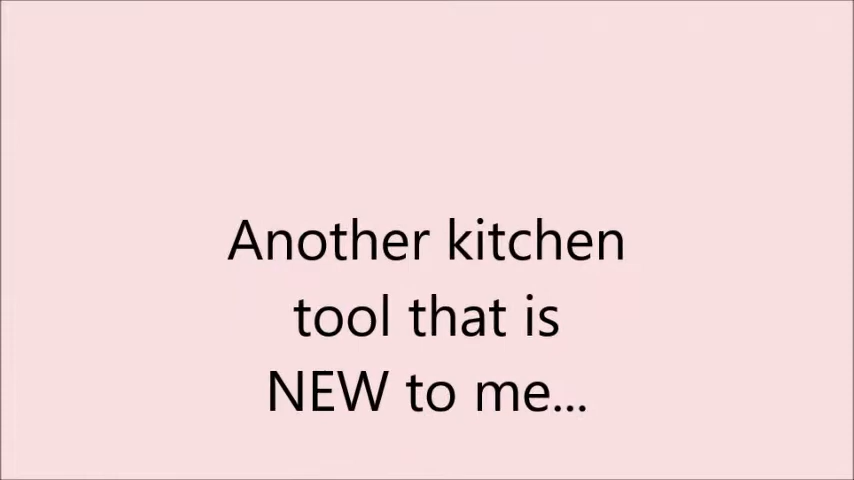 Another kitchen
tool that is
NEW to me...